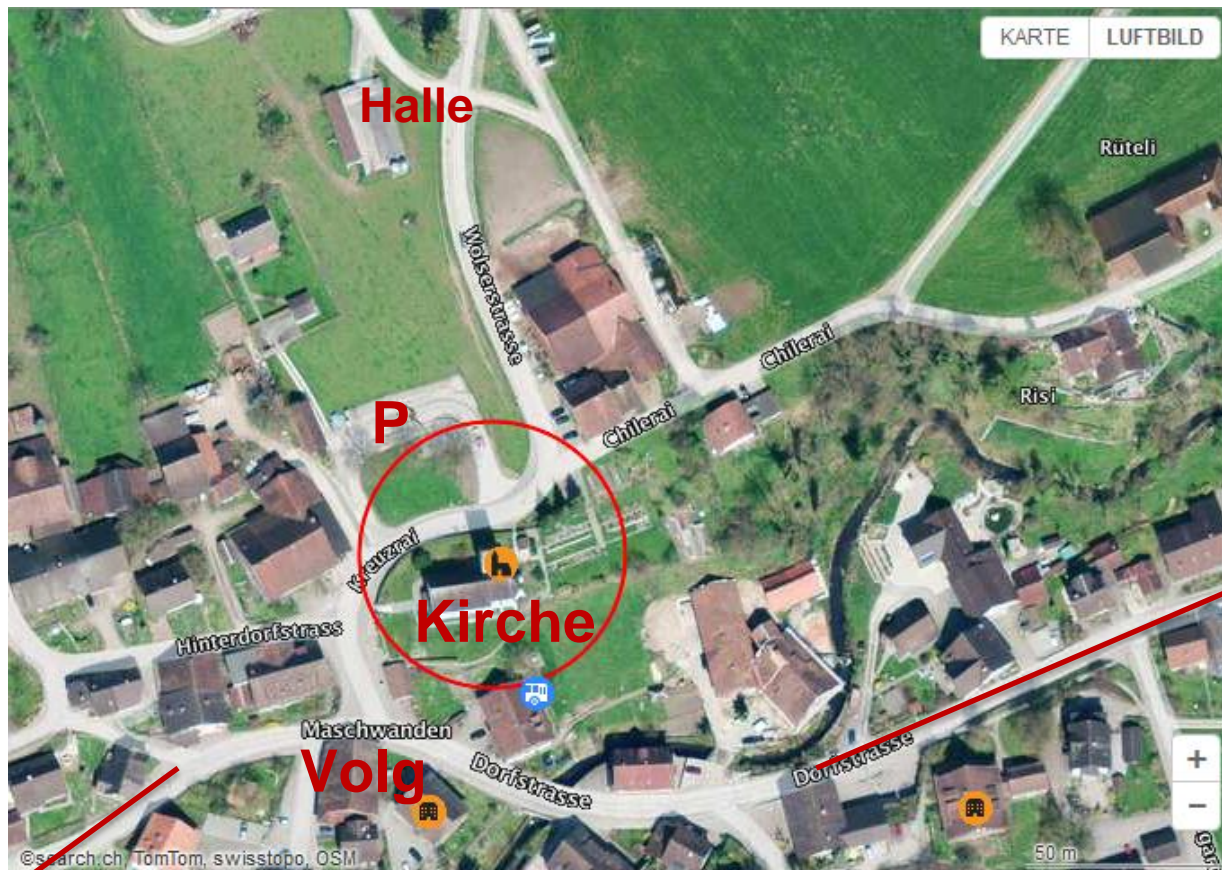 KARTE LUFTBILD
Halle
Rüteli
Wolserstrasse
Chilerai
Risi
P
Chilerai
Kreuzrai
Kirche
Hinterdorfstrass
Maschwanden
Volg
Dorfstrasse
Dorfstrasse
+
−
©search.ch, TomTom, swisstopo, OSM
50 m